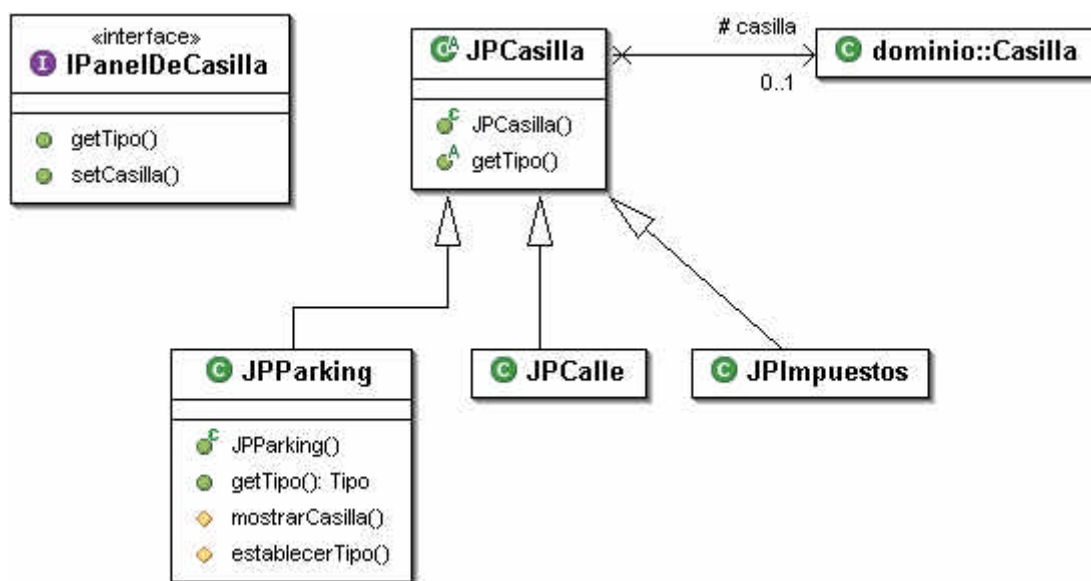 «interface»
I IPanelDeCasilla
getTipo()
setCasilla()
C A JPCasilla
C JPCasilla()
A getTipo()
# casilla
0..1
C dominio::Casilla
C JPParking
C JPParking()
getTipo(): Tipo
mostrarCasilla()
establecerTipo()
C JPCalle
C JPImpuestos